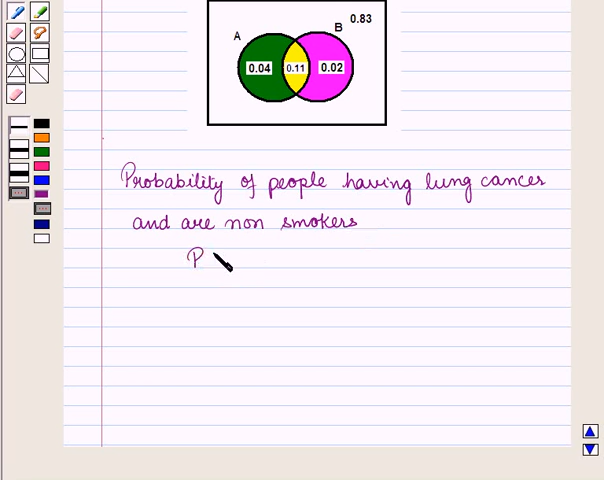 0.83
A
B
0.04 0.11 0.02
Probability of people having lung cancer
and are non smokers
P